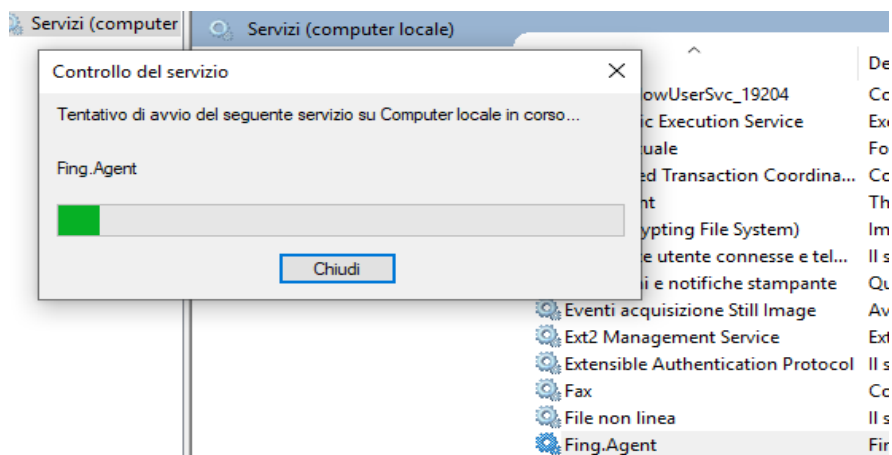 Servizi (computer
Servizi (computer locale)
Controllo del servizio
Tentativo di avvio del seguente servizio su Computer locale in corso...
Fing.Agent
Chiudi
De
owUserSvc_19204 Co
ic Execution Service Exe
tuale Fo
ed Transaction Coordina... Co
nt Th
ypting File System) Im
e utente connesse e tel... Il s
i e notifiche stampante Qu
Eventi acquisizione Still Image Av
Ext2 Management Service Ext
Extensible Authentication Protocol Il s
Fax Co
File non linea Il s
Fing.Agent Fin